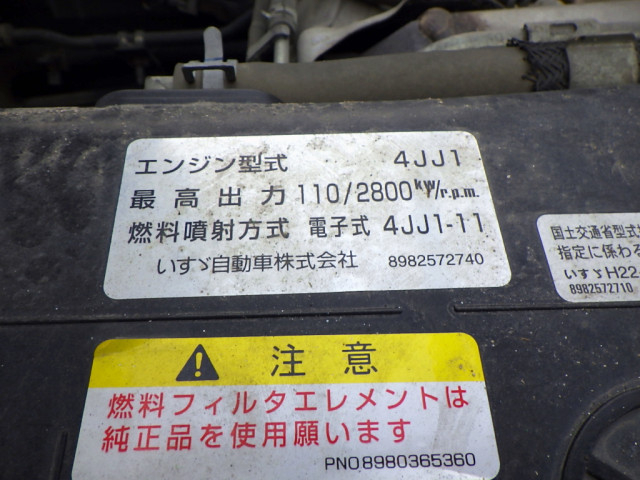 エンジン型式 4JJ1
最高出力 110/2800kW/r.p.m.
燃料噴射方式 電子式 4JJ1-11
いすゞ自動車株式会社 8982572740
国土交通省型式
指定に係わる
いすゞH22.
8982572710
注意
燃料フィルタエレメントは
純正品を使用願います
PNO8980365360